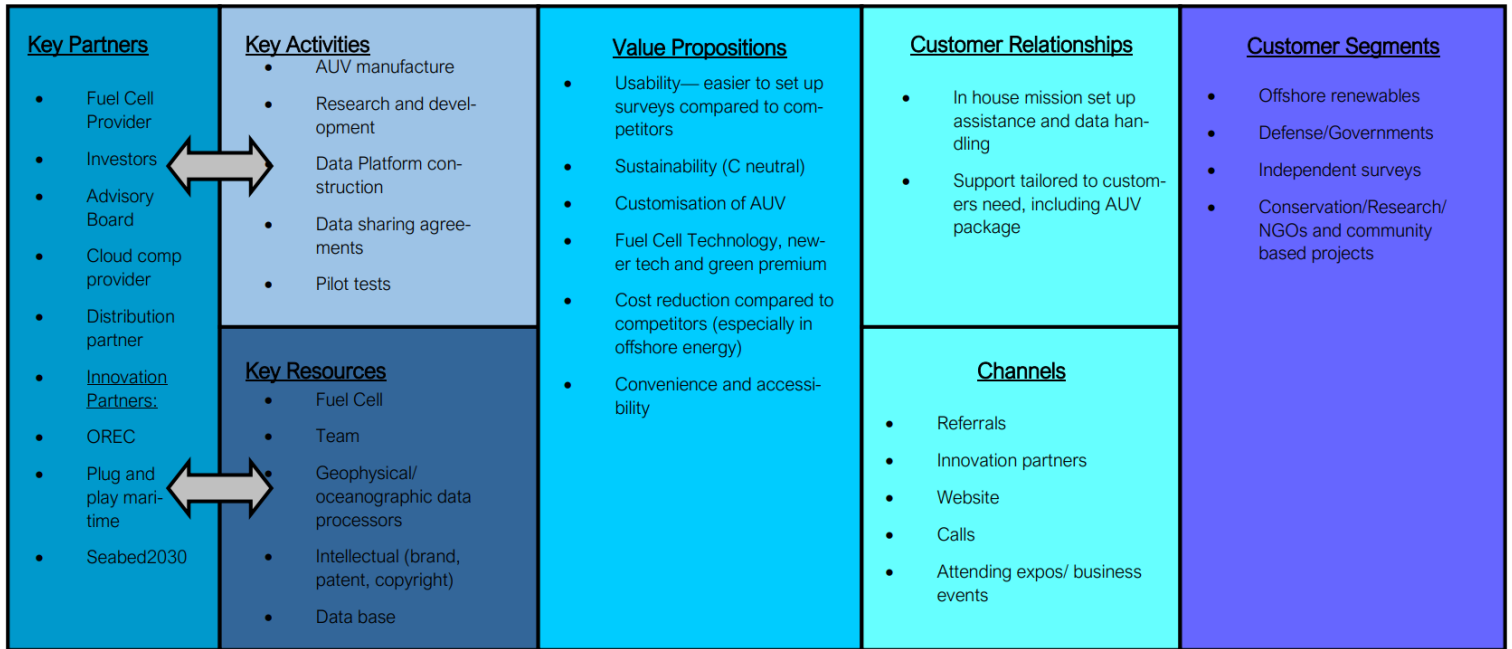 Key Partners
Fuel Cell
Provider
Investors
Advisory
Board
Cloud comp
provider
Distribution
partner
Innovation
Partners:
OREC
Plug and
play mari-
time
Seabed2030
Key Activities
AUV manufacture
Research and devel-
opment
Data Platform con-
struction
Data sharing agree-
ments
Pilot tests
Key Resources
Fuel Cell
Team
Geophysical/
oceanographic data
processors
Intellectual (brand,
patent, copyright)
Data base
Value Propositions
Usability— easier to set up
surveys compared to com-
petitors
Sustainability (C neutral)
Customisation of AUV
Fuel Cell Technology, new-
er tech and green premium
Cost reduction compared to
competitors (especially in
offshore energy)
Convenience and accessi-
bility
Customer Relationships
In house mission set up
assistance and data han-
dling
Support tailored to custom-
ers need, including AUV
package
Channels
Referrals
Innovation partners
Website
Calls
Attending expos/ business
events
Customer Segments
Offshore renewables
Defense/Governments
Independent surveys
Conservation/Research/
NGOs and community
based projects